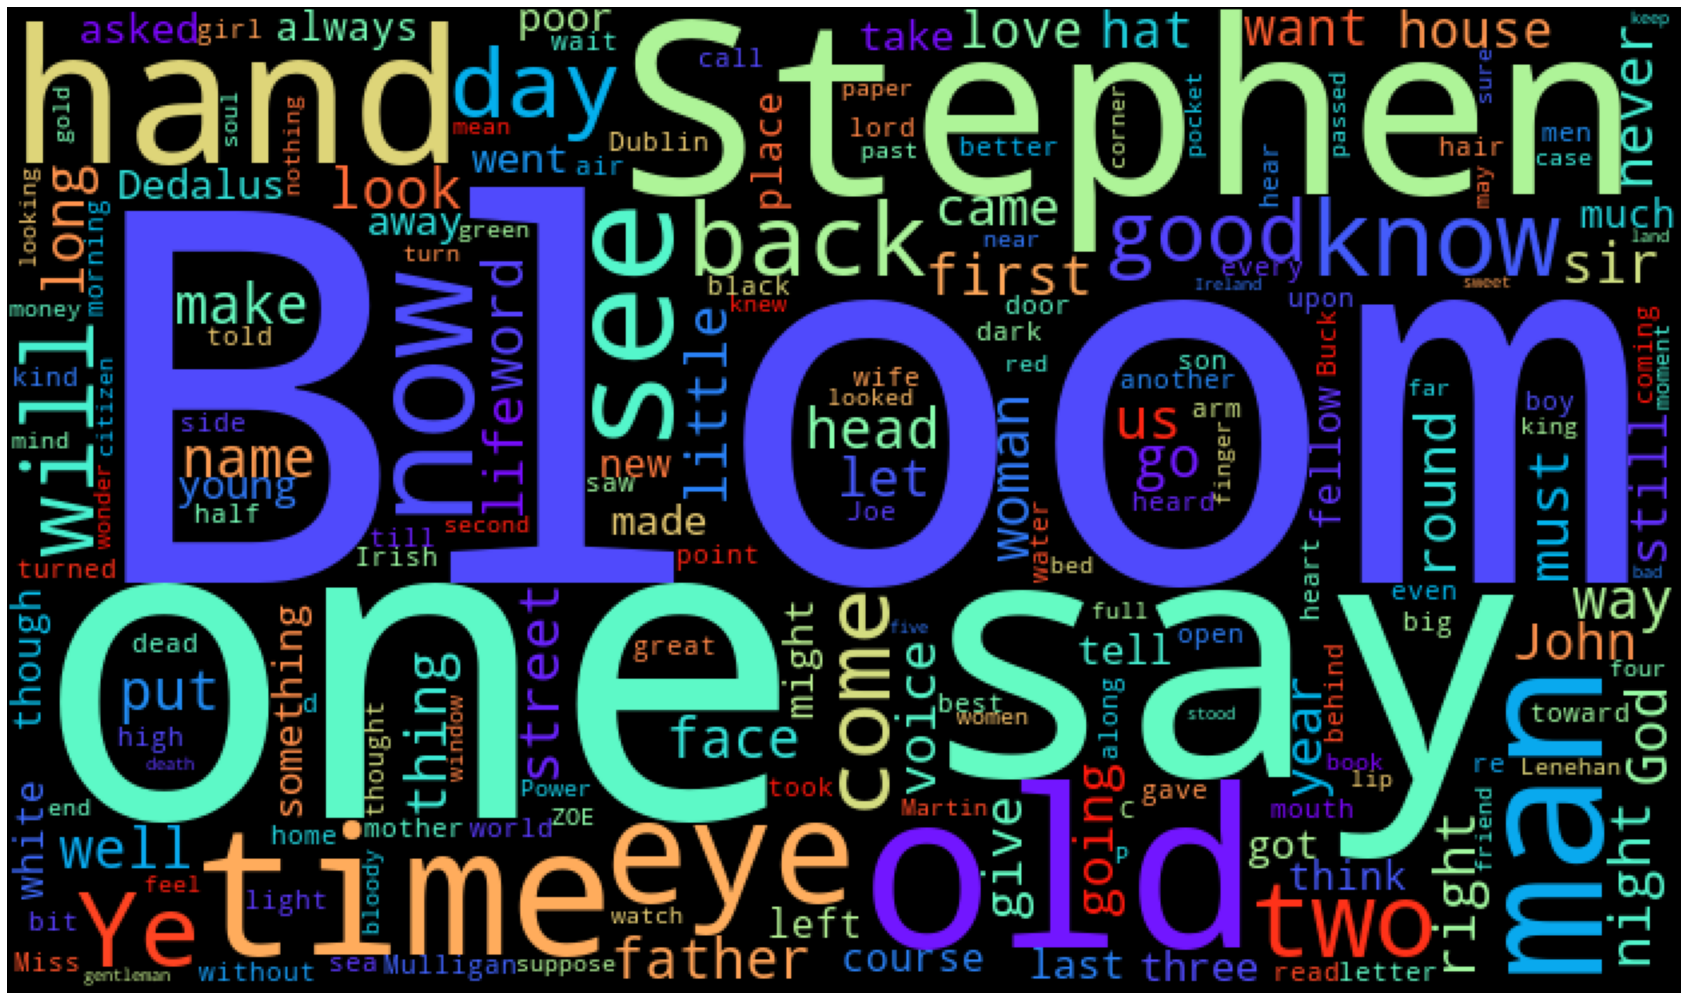 asked girl always poor wait call take love hat want house keep
hand day Stephen never
gold soul nothing mean Dublin place paper lord past better corner pocket passed sure hair men case
looking long Dedalus look went air hear may
away green back came near good know sir much land
morning turn see black knew first every Ireland upon sweet
money Bloom
make told now word life little door dark red Buck coming moment
will kind citizen mind wonder
side name young half
wife looked head let Joe
son another us arm go finger heard
far round boy king must still
new saw made woman fellow
second till Irish point water bed heart bad
turned
though one say even big way
dead put high death something d thought thing window street
great face might come five voice best women
full tell open stood along year behind John four
toward God Lenehan man night
book lip re
white end home mother Power world ZOE took Martin give going C gave mouth got friend
well time eye old p think right
Ye feel light bloody watch left two
bit
Miss gentleman without sea Mulligan suppose father course last three read letter